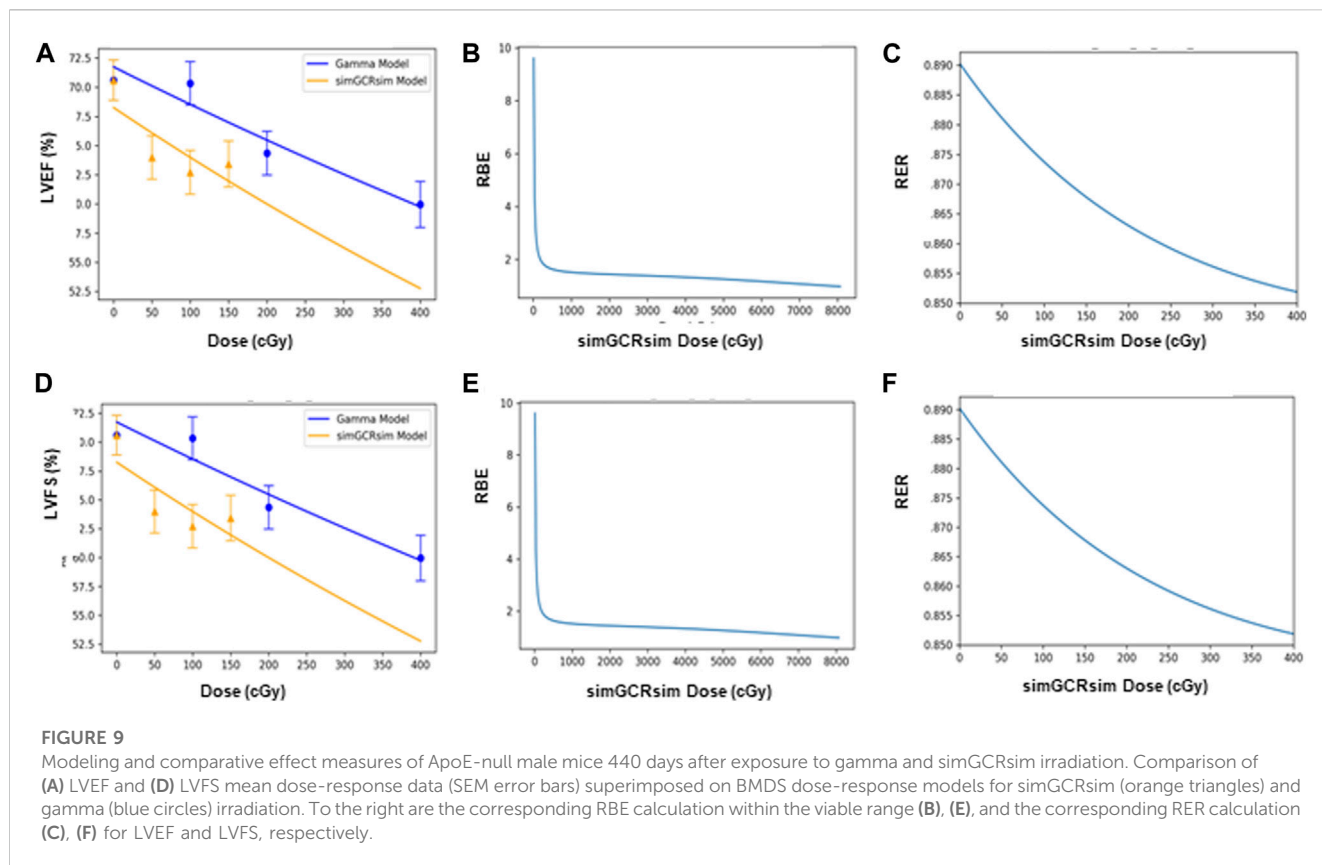 A
LVEF (%)
72.5
70.0
7.5
5.0
2.5
0.0
7.5
55.0
52.5
Gamma Model
simGCRsim Model
0 50 100 150 200 250 300 350 400
Dose (cGy)
B
RBE
10
8
6
4
2
0 1000 2000 3000 4000 5000 6000 7000 8000
simGCRsim Dose (cGy)
C
RER
0.890
0.885
.880
.875
.870
.865
.860
0.855
0.850
0 50 100 150 200 250 300 350 400
simGCRsim Dose (cGy)
D
LVFS (%)
72.5
0.0
7.5
5.0
2.5
0.0
57.5
55.0
52.5
Gamma Model
simGCRsim Model
0 50 100 150 200 250 300 350 400
Dose (cGy)
E
RBE
10
8
6
4
2
0 1000 2000 3000 4000 5000 6000 7000 8000
simGCRsim Dose (cGy)
F
RER
0.890
.885
.880
.875
.870
.865
.860
0.855
0.850
0 50 100 150 200 250 300 350 400
simGCRsim Dose (cGy)
FIGURE 9
Modeling and comparative effect measures of ApoE-null male mice 440 days after exposure to gamma and simGCRsim irradiation. Comparison of
(A) LVEF and (D) LVFS mean dose-response data (SEM error bars) superimposed on BMDS dose-response models for simGCRsim (orange triangles) and
gamma (blue circles) irradiation. To the right are the corresponding RBE calculation within the viable range (B), (E), and the corresponding RER calculation
(C), (F) for LVEF and LVFS, respectively.